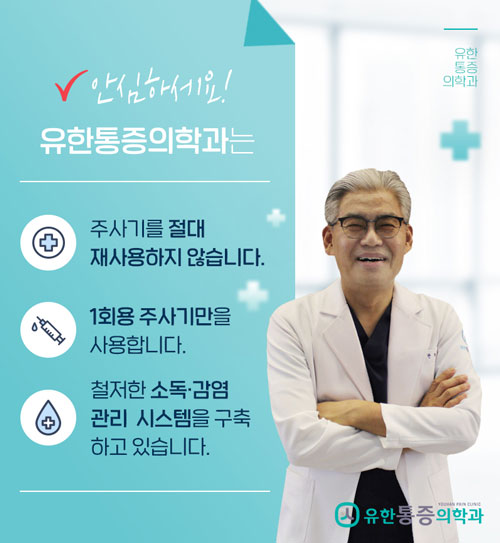 안심하세요!
유한통증의학과는
유한
통증
의학과
주사기를 절대
재사용하지 않습니다.
1회용 주사기만을
사용합니다.
철저한 소독·감염
관리 시스템을 구축
하고 있습니다.
YOUHAN PAIN CLINIC
유한통증의학과